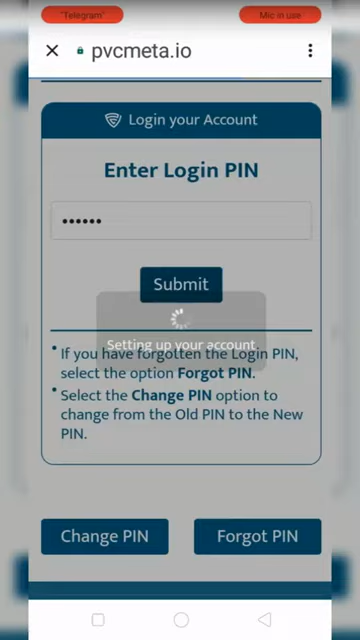 "Telegram"
Mic in use
pvcmeta.io
Login your Account
Enter Login PIN
••••••
Submit
Setting up your account
• If you have forgotten the Login PIN,
select the option Forgot PIN.
• Select the Change PIN option to
change from the Old PIN to the New
PIN.
Change PIN
Forgot PIN